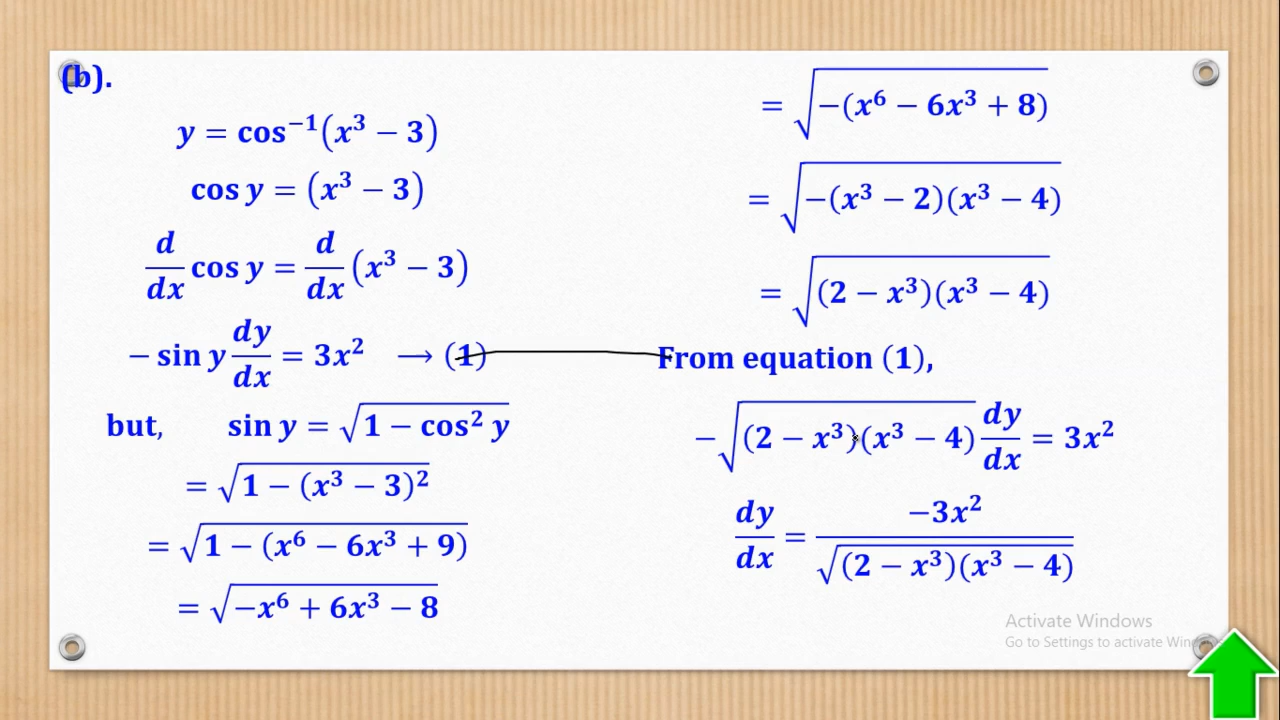 (b).
y = cos⁻¹(x³ − 3)
cos y = (x³ − 3)
d/dx cos y = d/dx (x³ − 3)
− sin y dy/dx = 3x² → (1)
but, sin y = √(1 − cos² y)
= √(1 − (x³ − 3)²)
= √(1 − (x⁶ − 6x³ + 9))
= √(−x⁶ + 6x³ − 8)
= √(−(x⁶ − 6x³ + 8))
= √(−(x³ − 2)(x³ − 4))
= √((2 − x³)(x³ − 4))
From equation (1),
−√((2 − x³)(x³ − 4)) dy/dx = 3x²
dy/dx = −3x²/√((2 − x³)(x³ − 4))
Activate Windows
Go to Settings to activate Windows